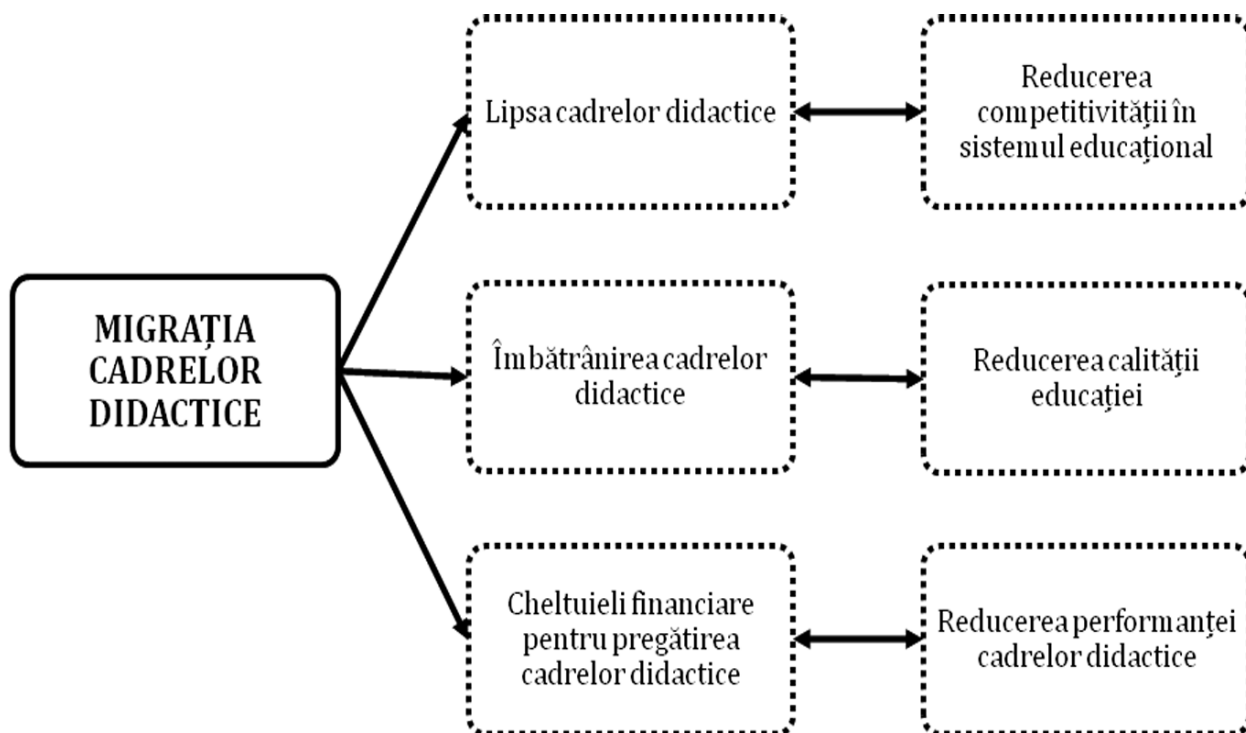 MIGRAȚIA
CADRELOR
DIDACTICE
Lipsa cadrelor didactice
Reducerea
competitivității în
sistemul educațional
Îmbătrânirea cadrelor
didactice
Reducerea calității
educației
Cheltuieli financiare
pentru pregătirea
cadrelor didactice
Reducerea performanței
cadrelor didactice